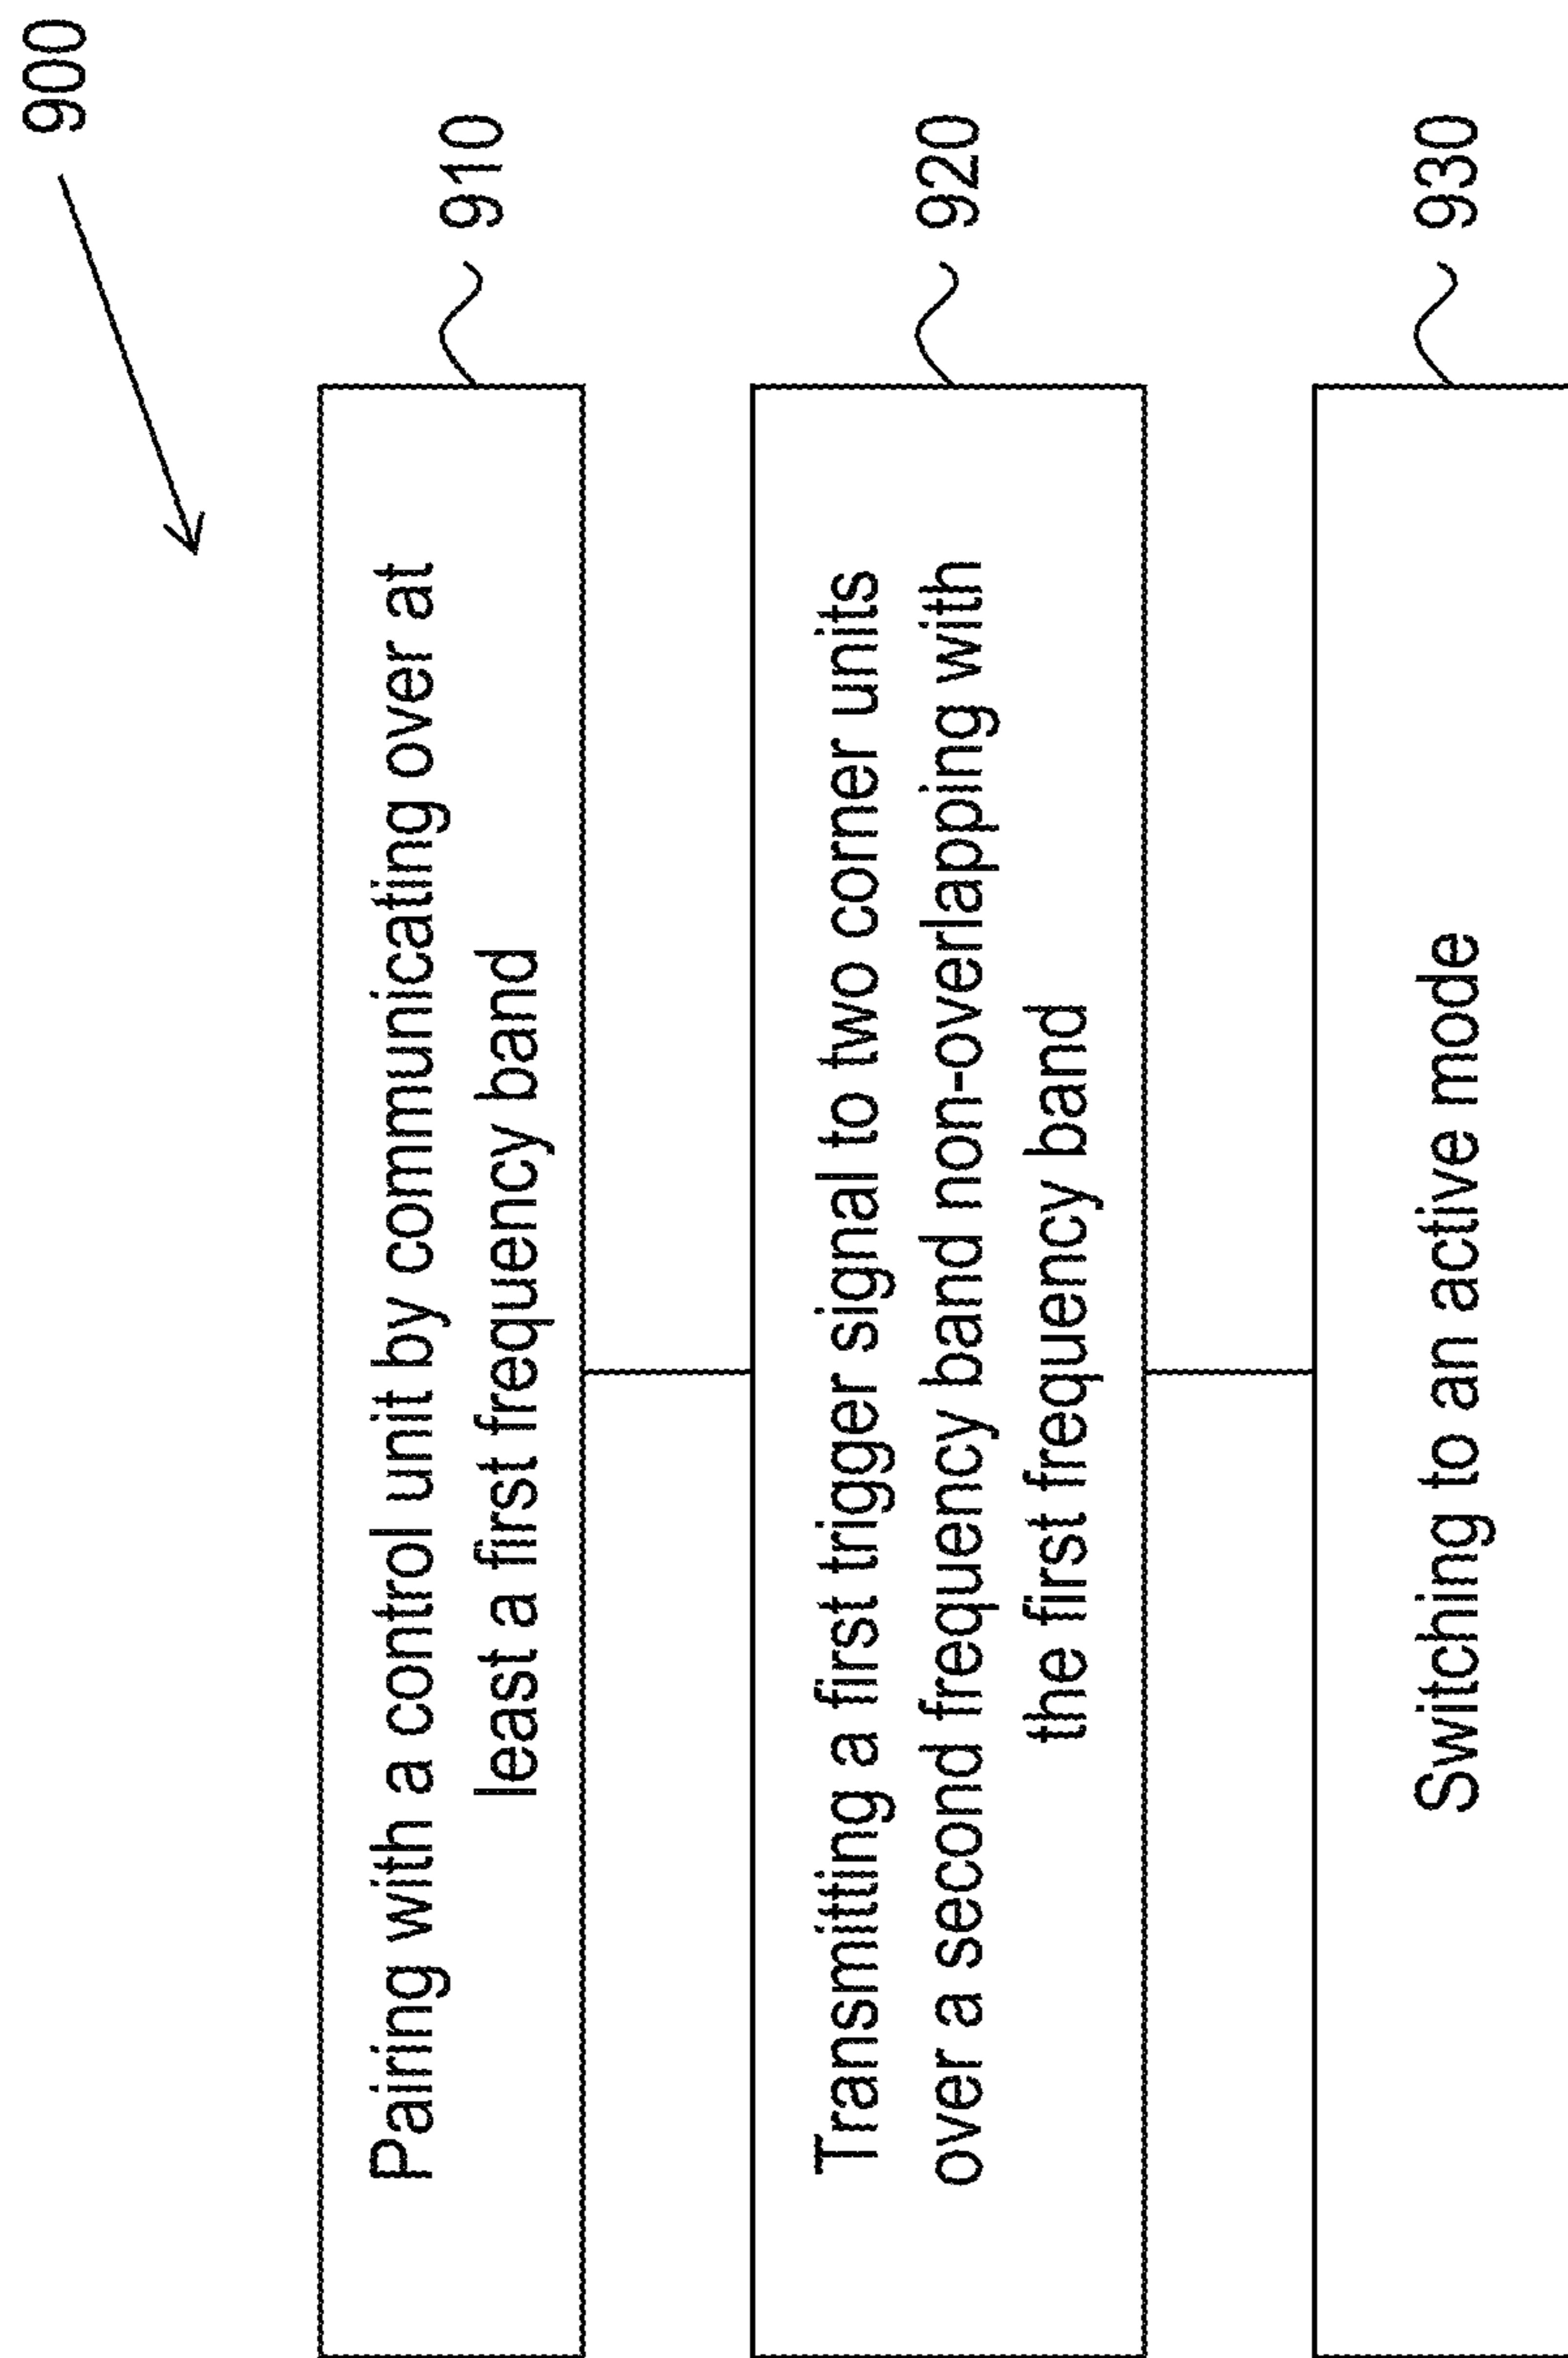 900
Pairing with a control unit by communicating over at
least a first frequency band
910
Transmitting a first trigger signal to two corner units
over a second frequency band non-overlapping with
the first frequency band
920
Switching to an active mode
930